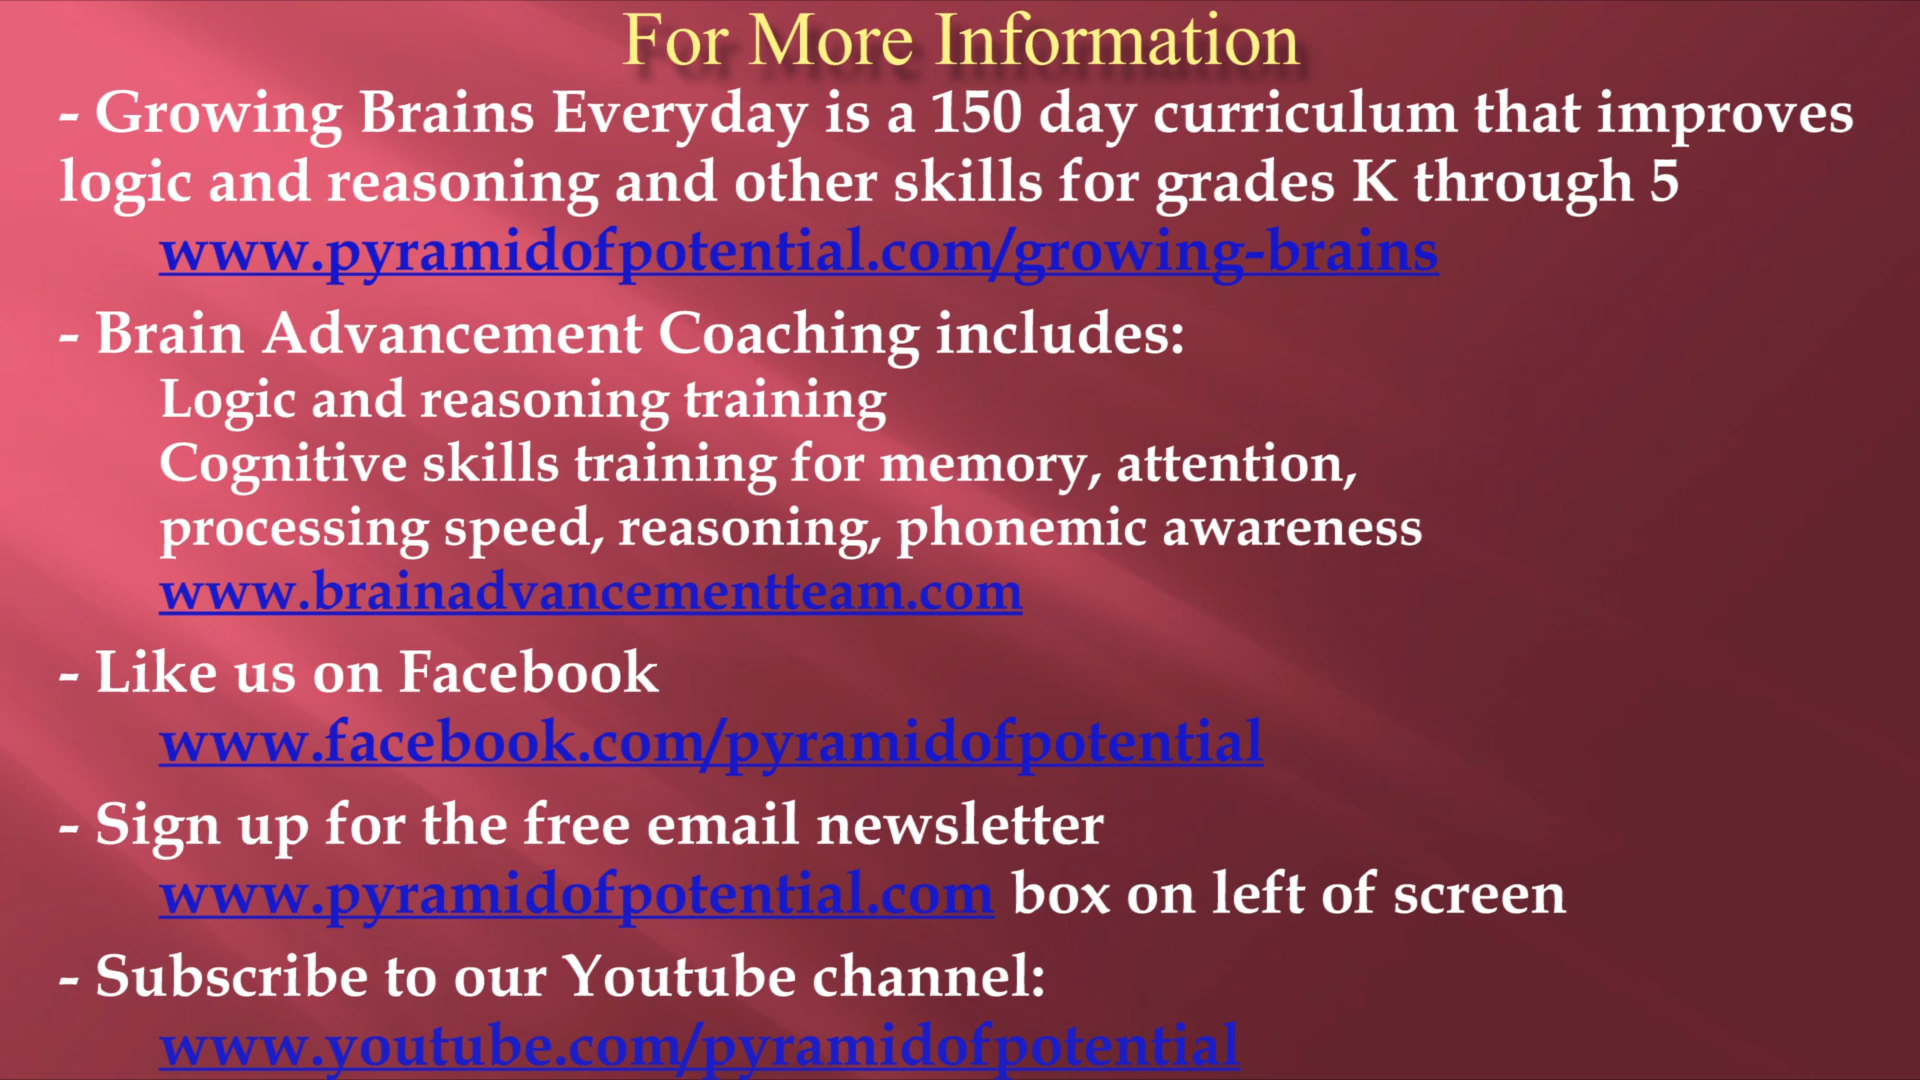 For More Information
- Growing Brains Everyday is a 150 day curriculum that improves
logic and reasoning and other skills for grades K through 5
www.pyramidofpotential.com/growing-brains
- Brain Advancement Coaching includes:
Logic and reasoning training
Cognitive skills training for memory, attention,
processing speed, reasoning, phonemic awareness
www.brainadvancementteam.com
- Like us on Facebook
www.facebook.com/pyramidofpotential
- Sign up for the free email newsletter
www.pyramidofpotential.com box on left of screen
- Subscribe to our Youtube channel:
www.youtube.com/pyramidofpotential